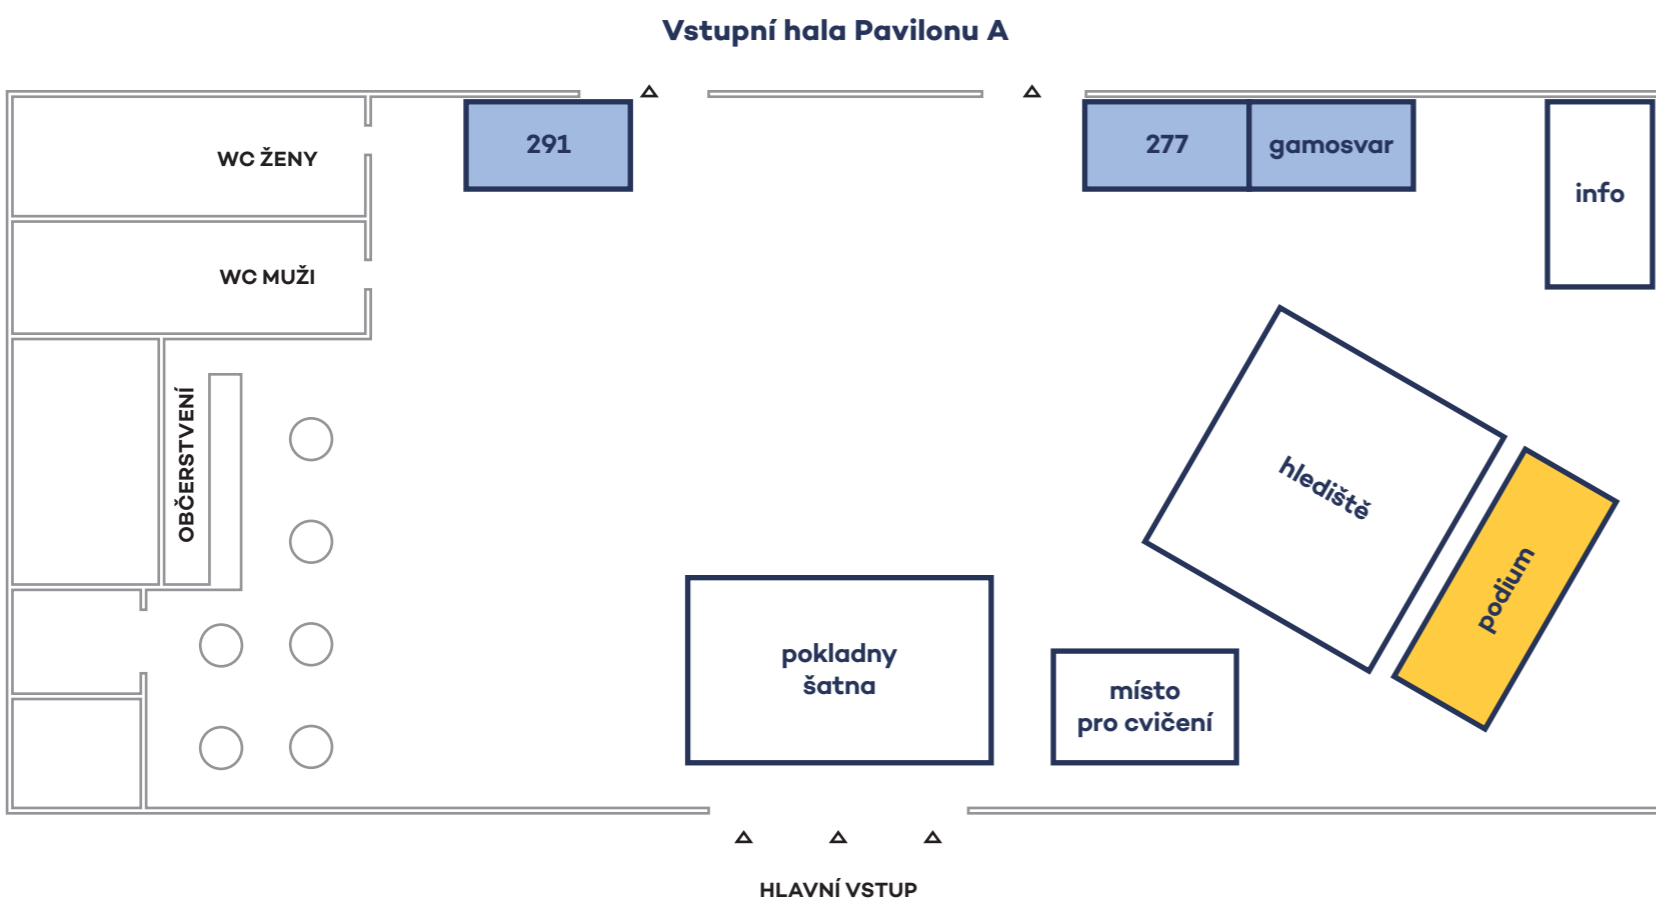 Vstupní hala Pavilonu A
291
277
gamosvar
WC ŽENY
info
WC MUŽI
OBČERSTVENÍ
hlediště
podium
pokladny
šatna
místo
pro cvičení
HLAVNÍ VSTUP